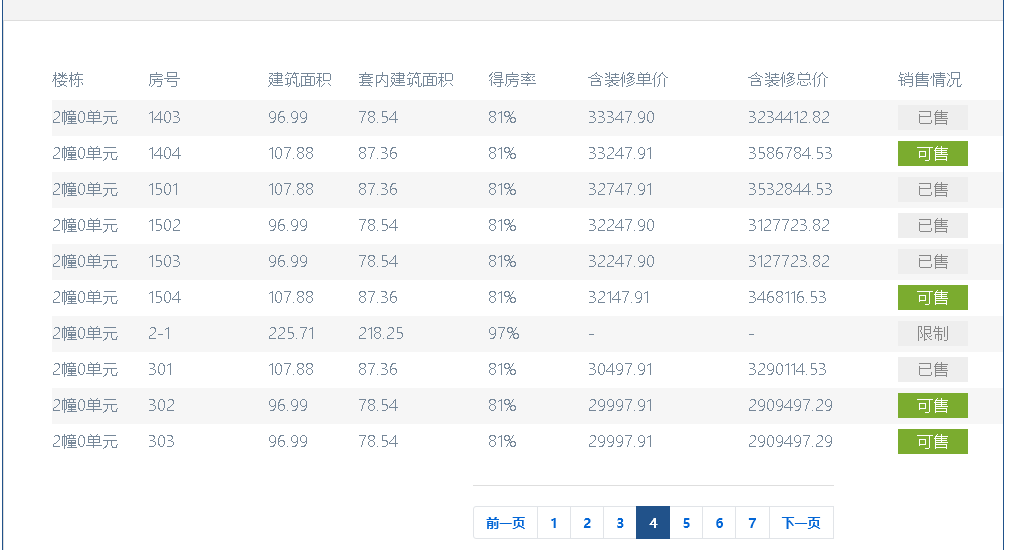 楼栋 房号 建筑面积 套内建筑面积 得房率 含装修单价 含装修总价 销售情况
2幢0单元 1403 96.99 78.54 81% 33347.90 3234412.82 已售
2幢0单元 1404 107.88 87.36 81% 33247.91 3586784.53 可售
2幢0单元 1501 107.88 87.36 81% 32747.91 3532844.53 已售
2幢0单元 1502 96.99 78.54 81% 32247.90 3127723.82 已售
2幢0单元 1503 96.99 78.54 81% 32247.90 3127723.82 已售
2幢0单元 1504 107.88 87.36 81% 32147.91 3468116.53 可售
2幢0单元 2-1 225.71 218.25 97% - - 限制
2幢0单元 301 107.88 87.36 81% 30497.91 3290114.53 已售
2幢0单元 302 96.99 78.54 81% 29997.91 2909497.29 可售
2幢0单元 303 96.99 78.54 81% 29997.91 2909497.29 可售
前一页 1 2 3 4 5 6 7 下一页